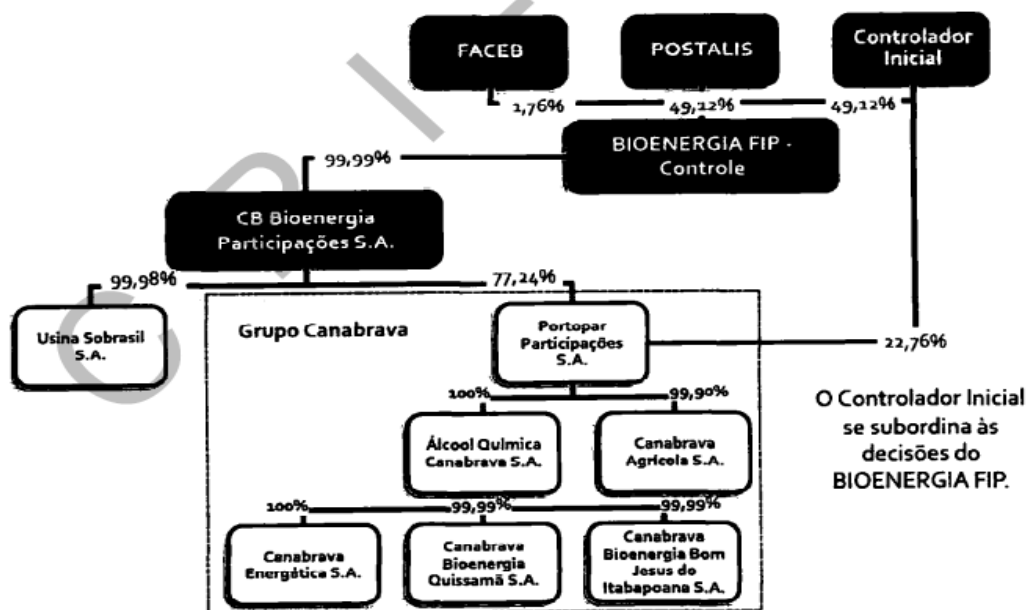 FACEB
POSTALIS
Controlador
Inicial
1,76%
49,12%
49,12%
BIOENERGIA FIP -
Controle
99,99%
CB Bioenergia
Participações S.A.
99,98%
77,24%
Usina Sobrasil
S.A.
Grupo Canabrava
Portopar
Participações
S.A.
22,76%
100%
99,90%
O Controlador Inicial
se subordina às
decisões do
BIOENERGIA FIP.
Álcool Química
Canabrava S.A.
Canabrava
Agrícola S.A.
100%
99,99%
99,99%
Canabrava
Energética S.A.
Canabrava
Bioenergia
Quissamã S.A.
Canabrava
Bioenergia Bom
Jesus do
Itabapoana S.A.
C P I